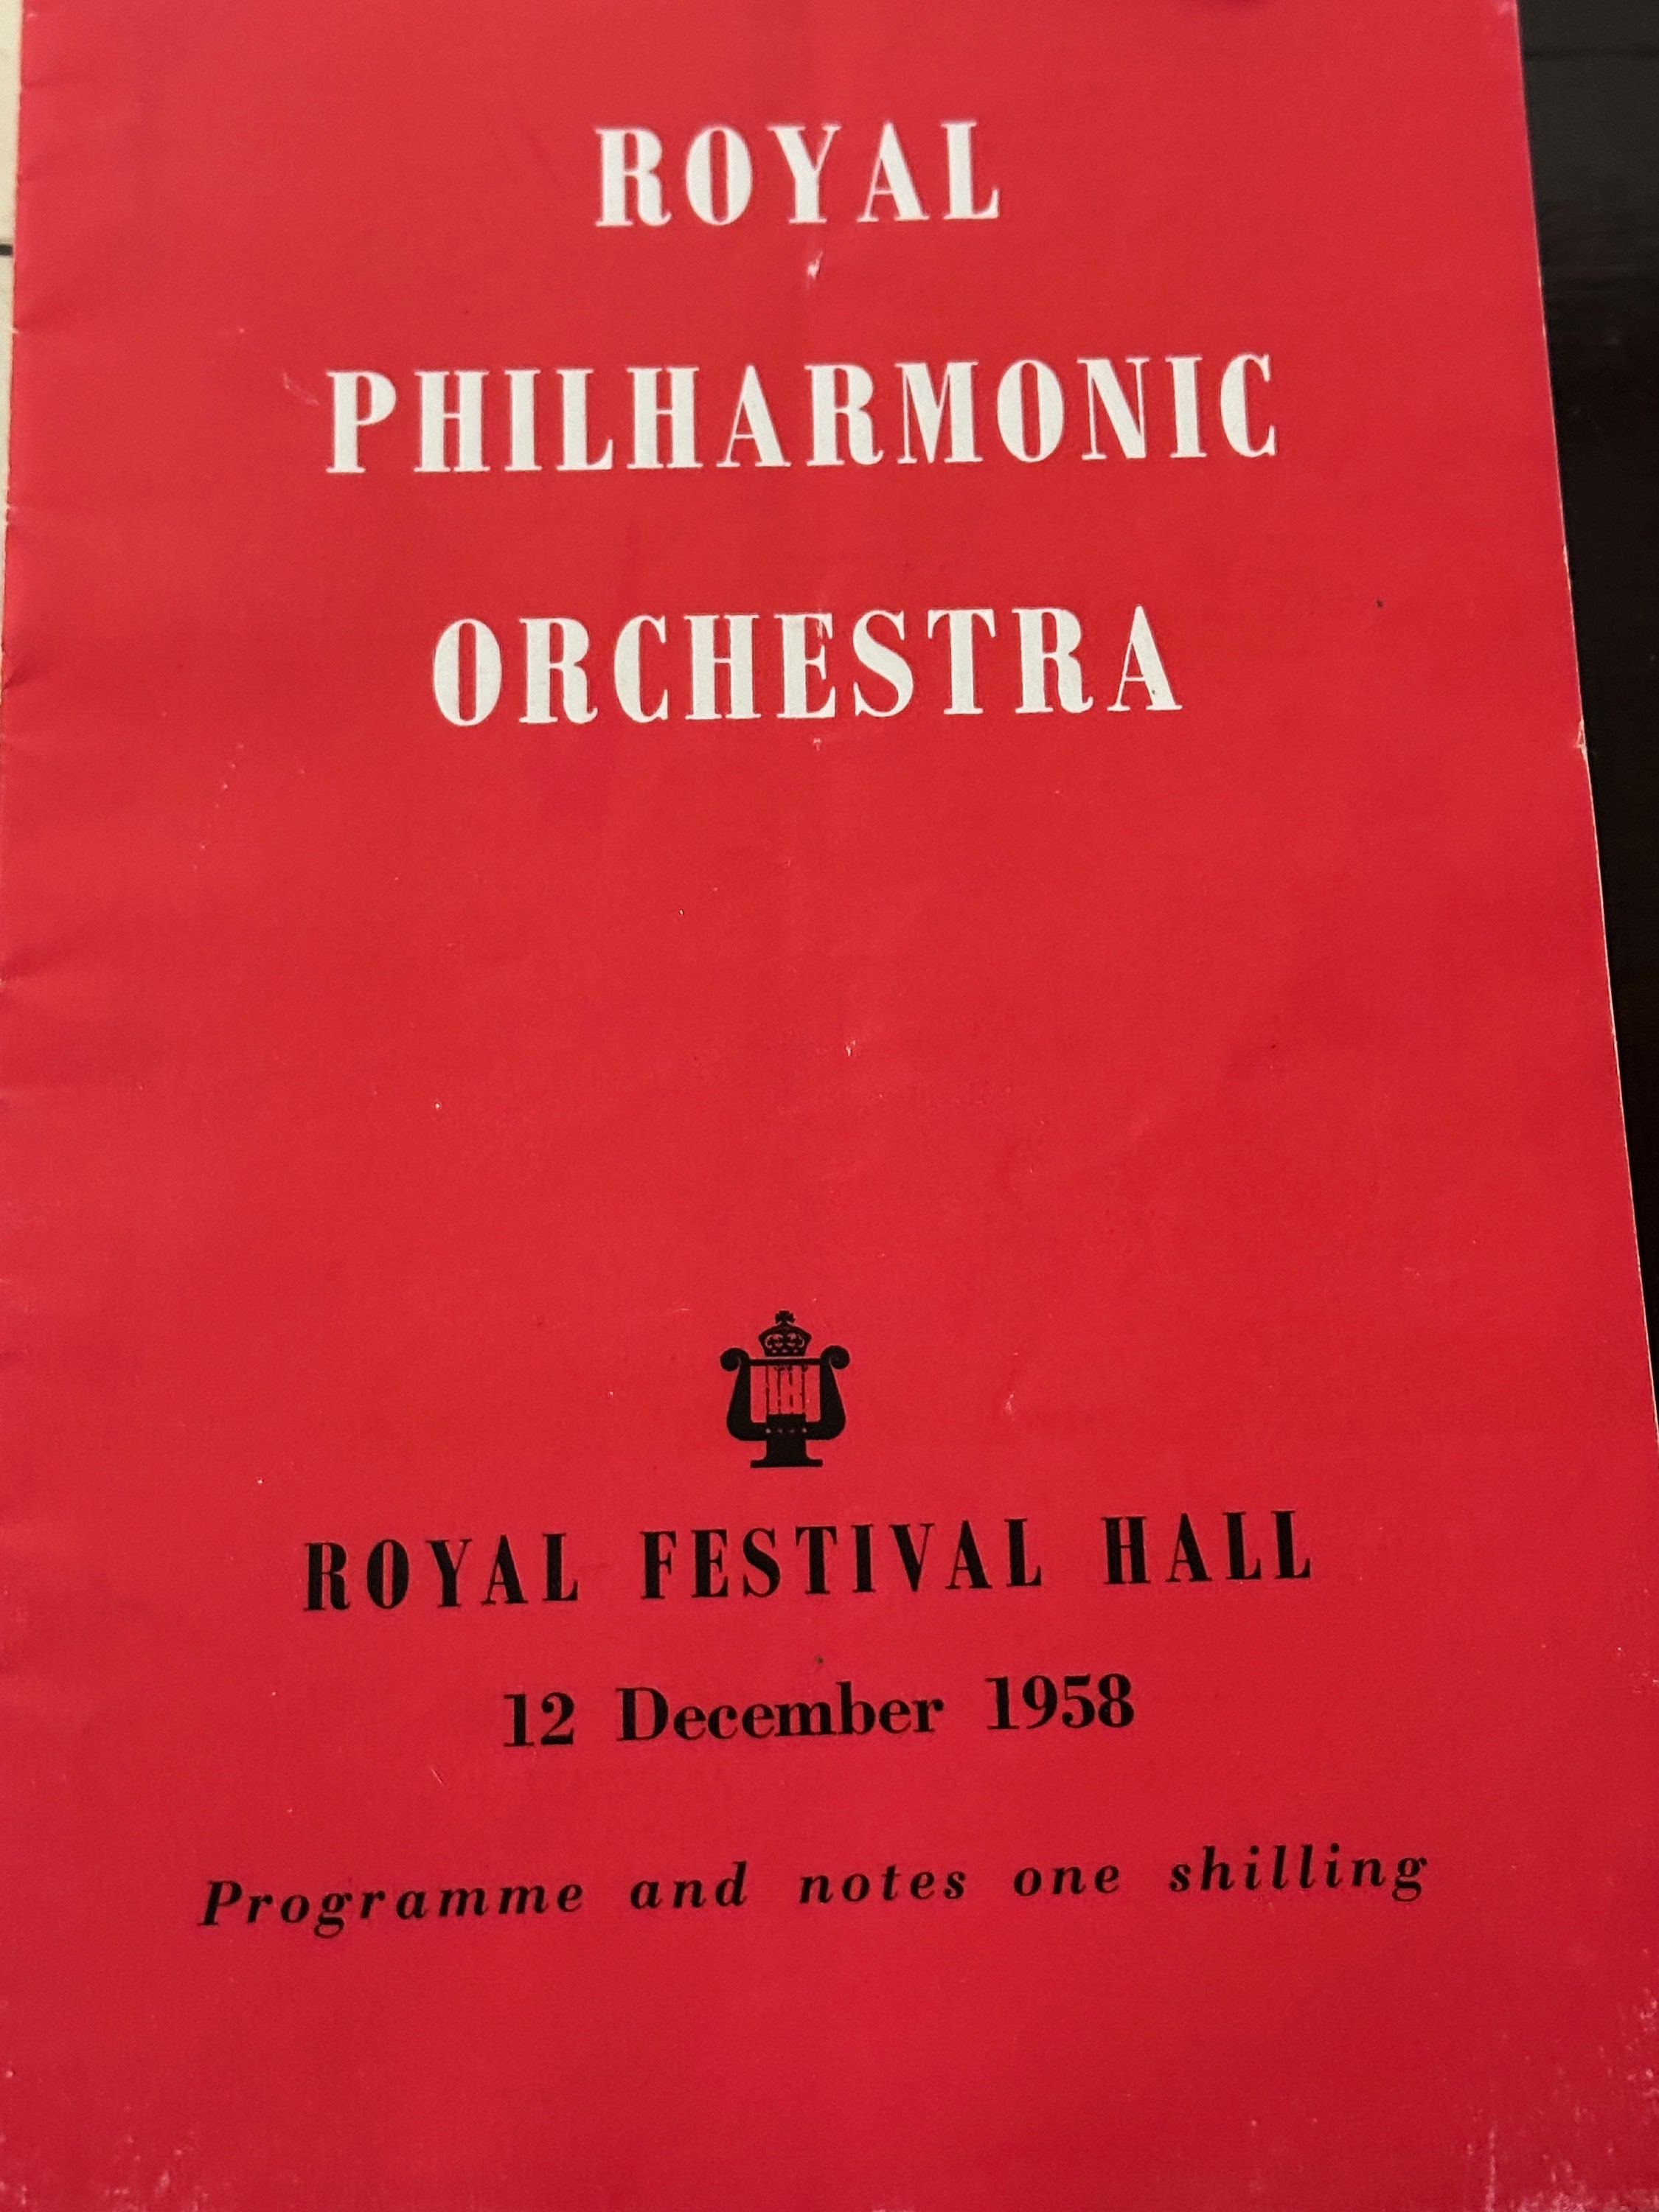 ROYAL
PHILHARMONIC
ORCHESTRA
ROYAL FESTIVAL HALL
12 December 1958
Programme and notes one shilling